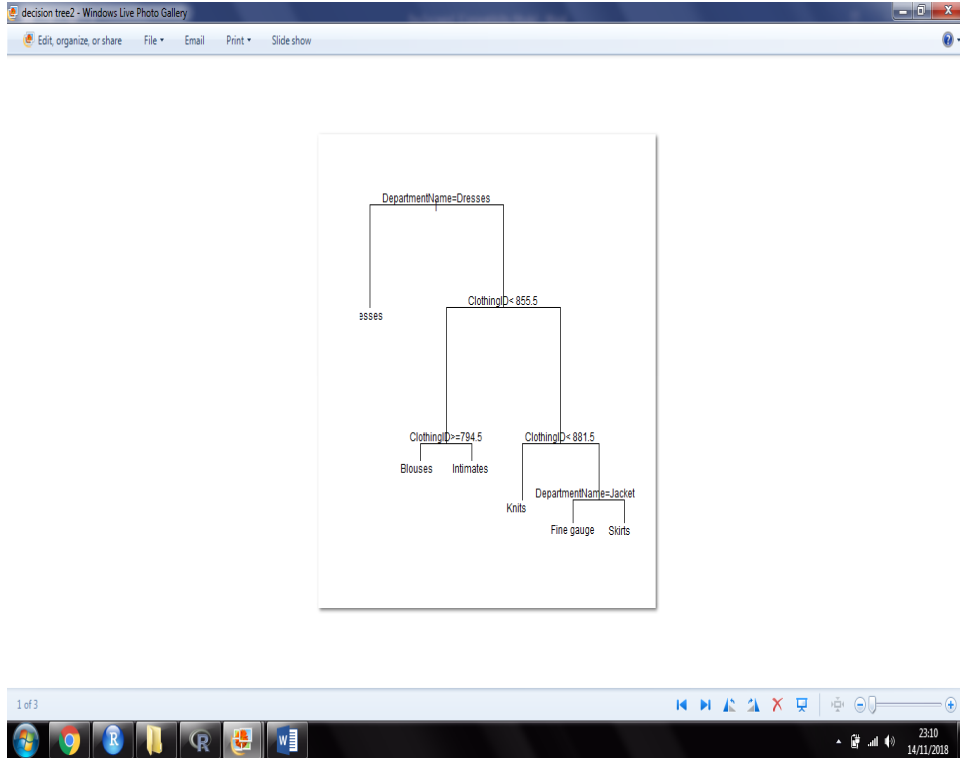 decision tree2 - Windows Live Photo Gallery
Edit, organize, or share File Email Print Slide show
DepartmentName=Dresses
ClothingID< 855.5
esses
ClothingID>=794.5 ClothingID< 881.5
Blouses Intimates
DepartmentName=Jacket
Knits
Fine gauge Skirts
1 of 3
23:10
14/11/2018